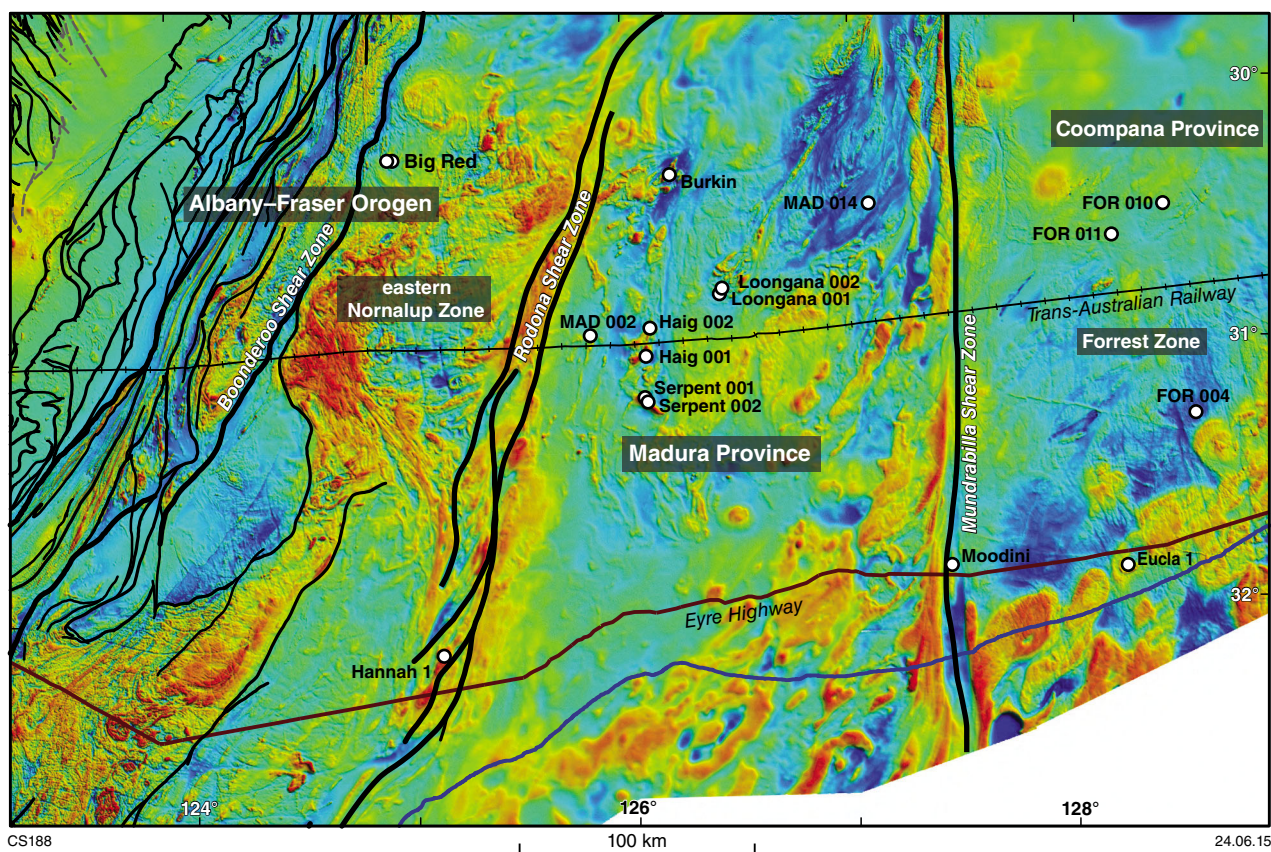 30°
Coompana Province
Big Red
Burkin
Albany–Fraser Orogen
MAD 014
FOR 010
FOR 011
Boonderoo Shear Zone
Rodona Shear Zone
eastern
Nornalup Zone
Loongana 002
Loongana 001
Trans-Australian Railway
MAD 002
Haig 002
31°
Forrest Zone
Haig 001
Mundrabilla Shear Zone
Serpent 001
Serpent 002
FOR 004
Madura Province
Moodini
Eucla 1
32°
Eyre Highway
Hannah 1
124°
126°
128°
CS188
100 km
24.06.15